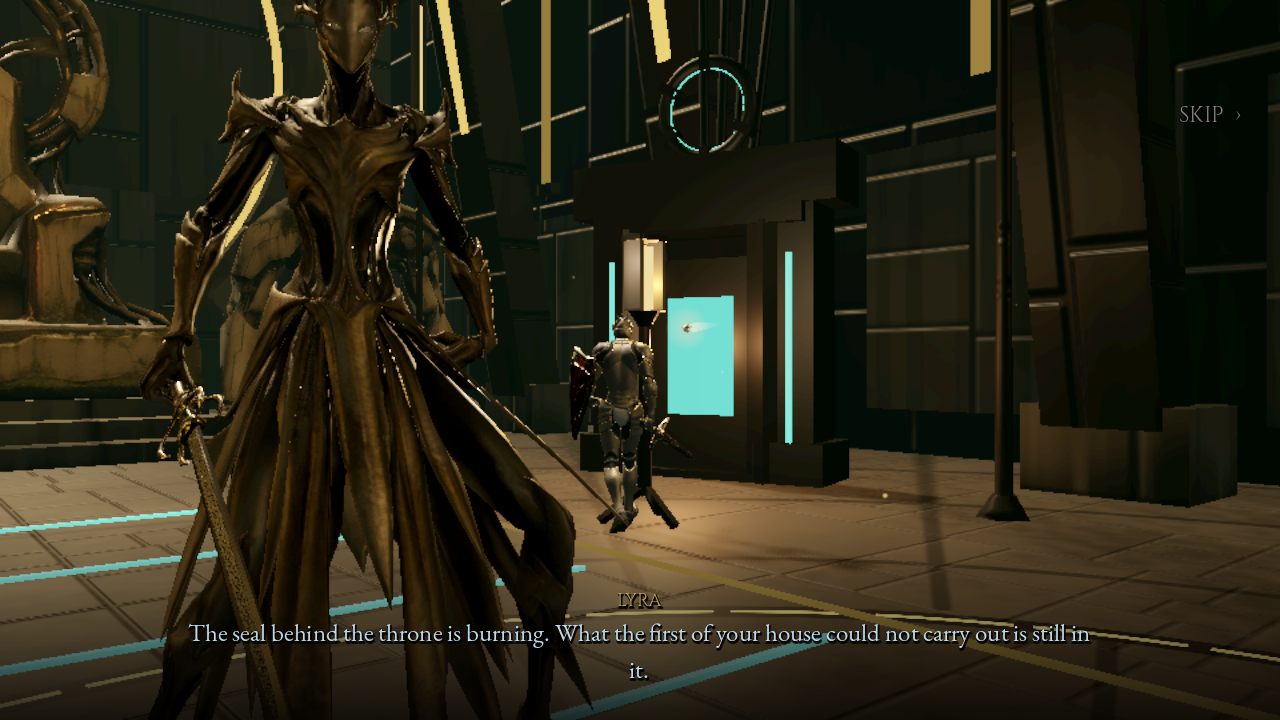 SKIP ›
LYRA
The seal behind the throne is burning. What the first of your house could not carry out is still in
it.